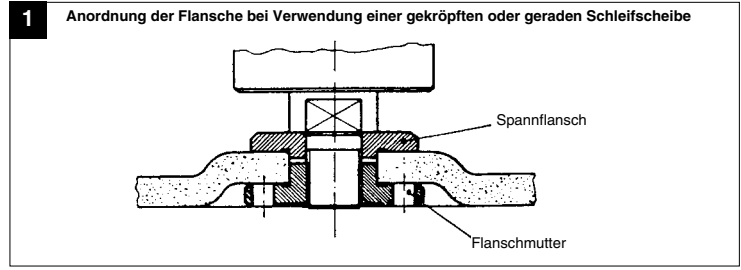 1
Anordnung der Flansche bei Verwendung einer gekröpften oder geraden Schleifscheibe
Spannflansch
Flanschmutter